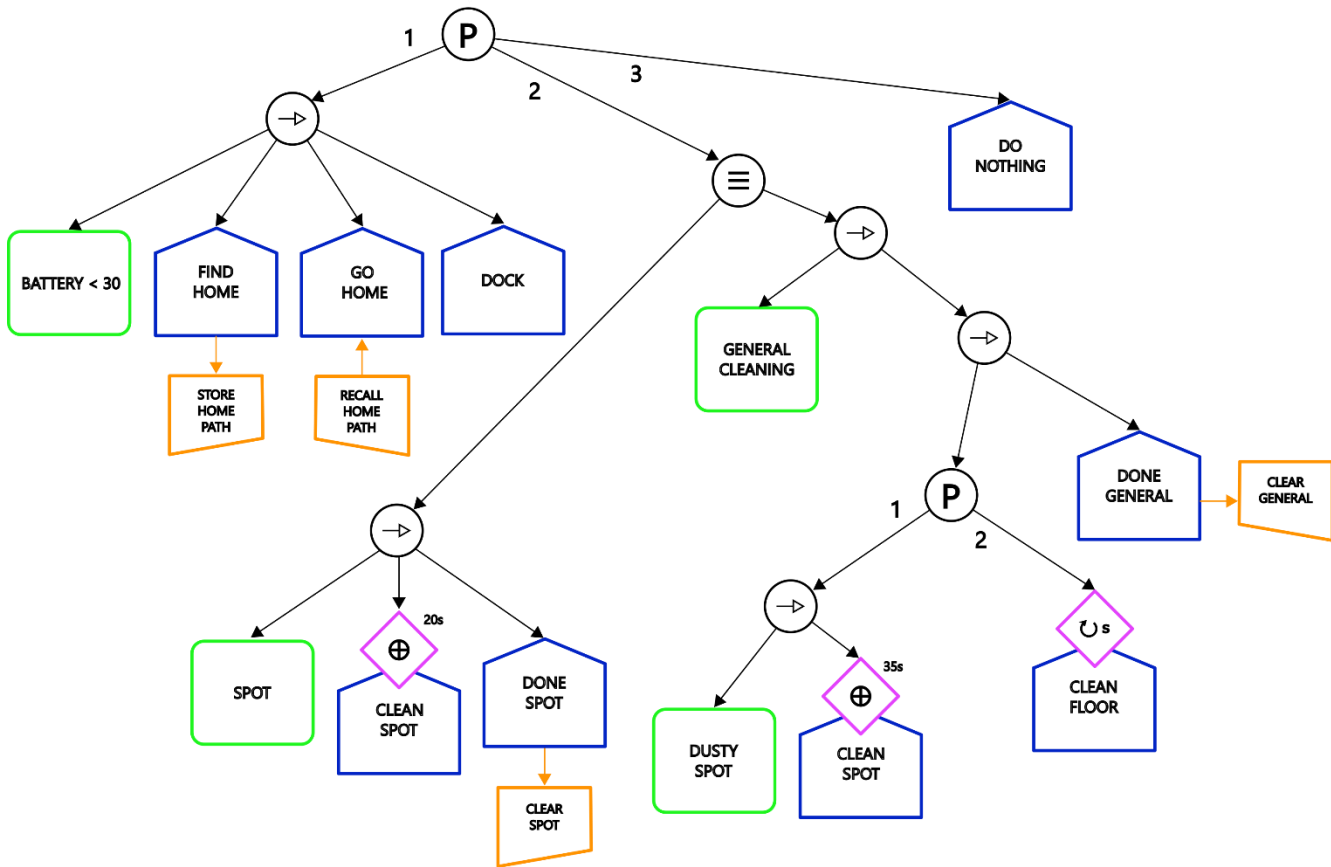 P
1
2
3
DO
NOTHING
BATTERY < 30
FIND
HOME
GO
HOME
DOCK
STORE
HOME
PATH
RECALL
HOME
PATH
GENERAL
CLEANING
P
1
2
DONE
GENERAL
CLEAR
GENERAL
SPOT
20s
CLEAN
SPOT
DONE
SPOT
CLEAR
SPOT
DUSTY
SPOT
35s
CLEAN
SPOT
s
CLEAN
FLOOR